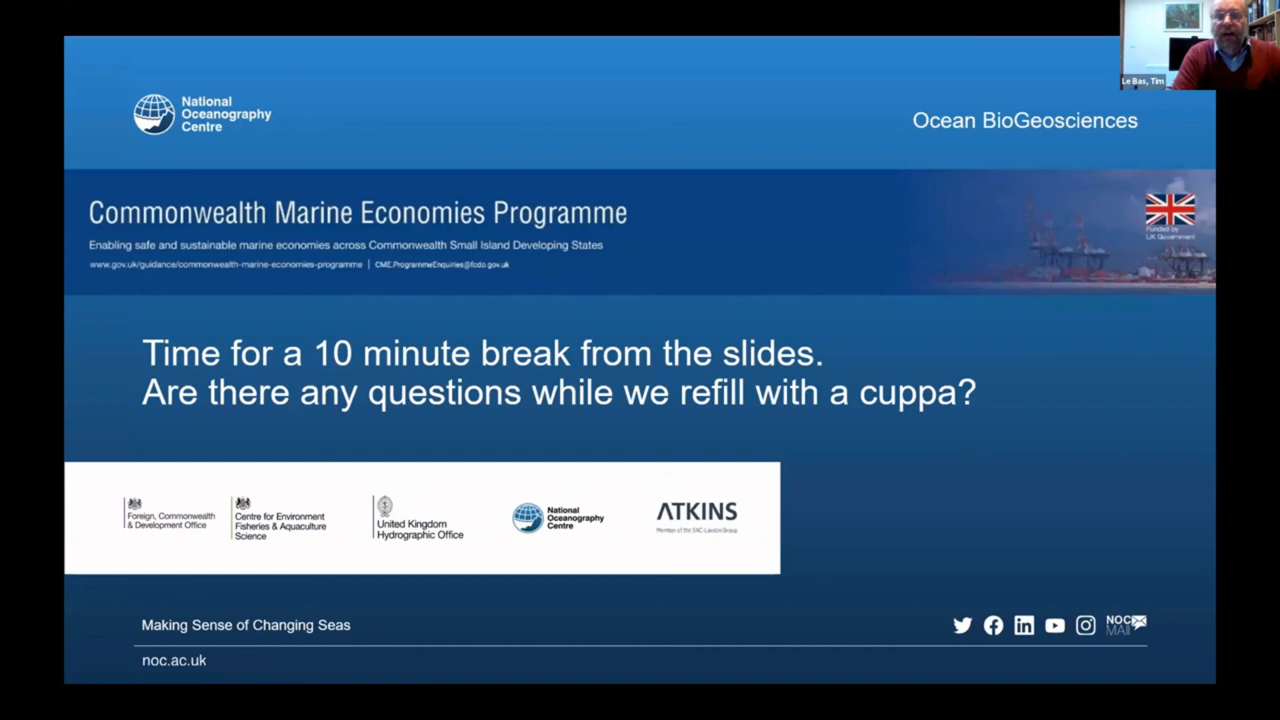 Le Bas, Tim
National
Oceanography
Centre
Ocean BioGeosciences
Commonwealth Marine Economies Programme
Enabling safe and sustainable marine economies across Commonwealth Small Island Developing States
www.gov.uk/guidance/commonwealth-marine-economies-programme | CME.ProgrammeEnquiries@fcdo.gov.uk
Funded by
UK Government
Time for a 10 minute break from the slides.
Are there any questions while we refill with a cuppa?
Foreign, Commonwealth
& Development Office
Centre for Environment
Fisheries & Aquaculture
Science
United Kingdom
Hydrographic Office
National
Oceanography
Centre
ATKINS
Member of the SNC-Lavalin Group
Making Sense of Changing Seas
NOC
MAIL
noc.ac.uk